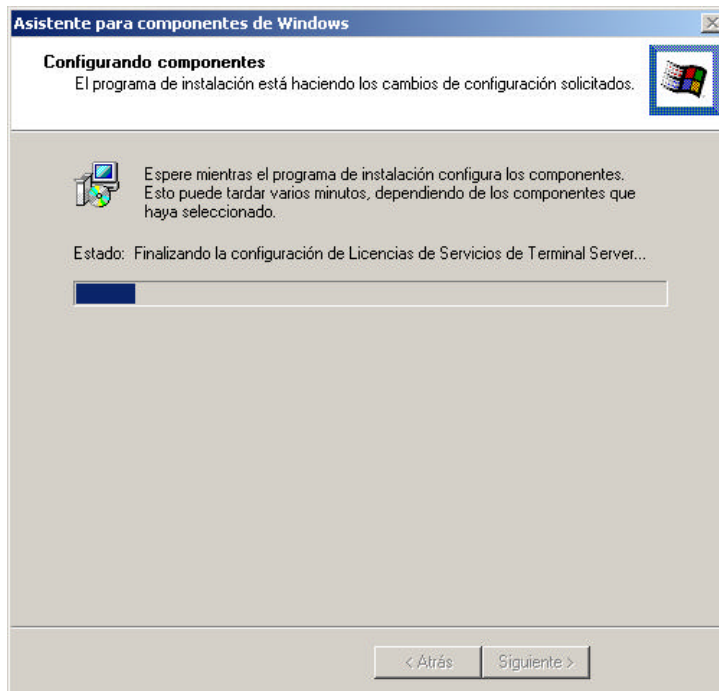 Asistente para componentes de Windows
Configurando componentes
El programa de instalación está haciendo los cambios de configuración solicitados.
Espere mientras el programa de instalación configura los componentes.
Esto puede tardar varios minutos, dependiendo de los componentes que
haya seleccionado.
Estado: Finalizando la configuración de Licencias de Servicios de Terminal Server...
< Atrás
Siguiente >